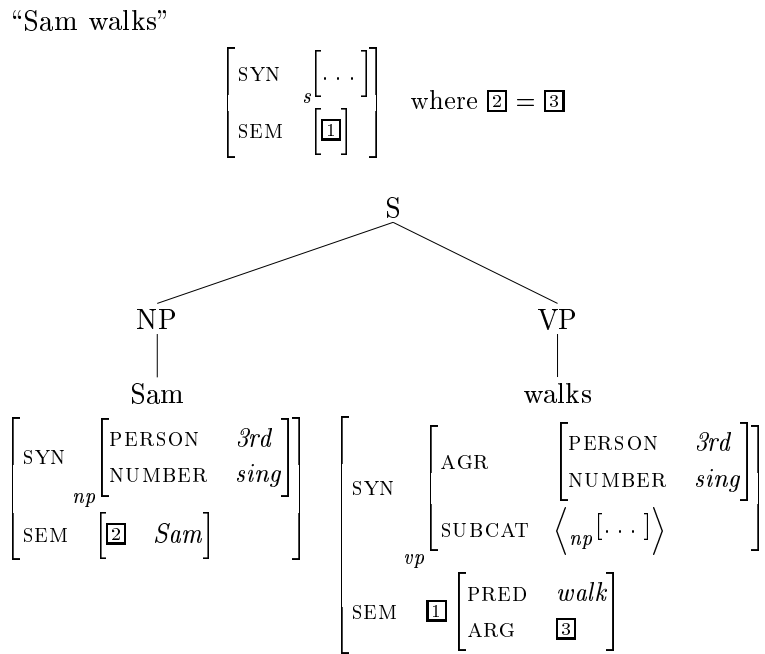 “Sam walks”
SYN s[. . .]
where 2 = 3
SEM [1]
S
NP VP
Sam walks
SYN np[PERSON 3rd
NUMBER sing]
SEM [2 Sam]
SYN vp[AGR [PERSON 3rd
NUMBER sing]
SUBCAT ⟨np[. . .]⟩]
SEM 1 [PRED walk
ARG 3]